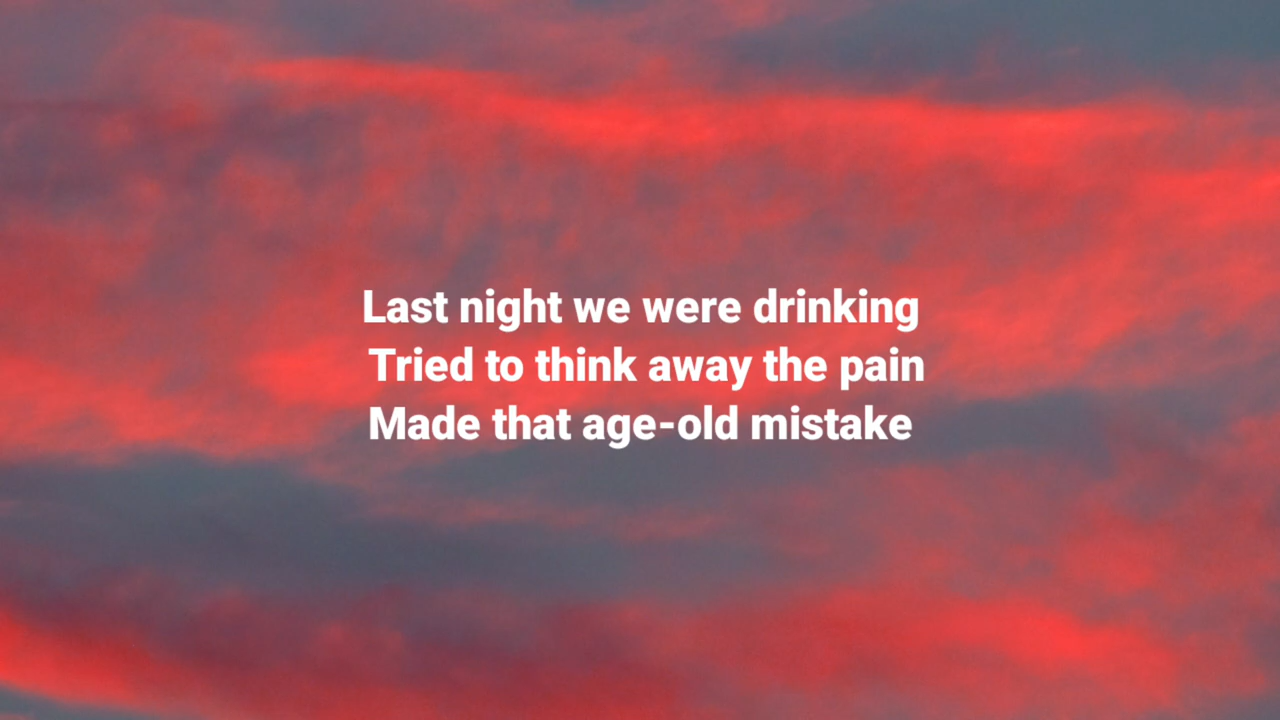 Last night we were drinking
Tried to think away the pain
Made that age-old mistake